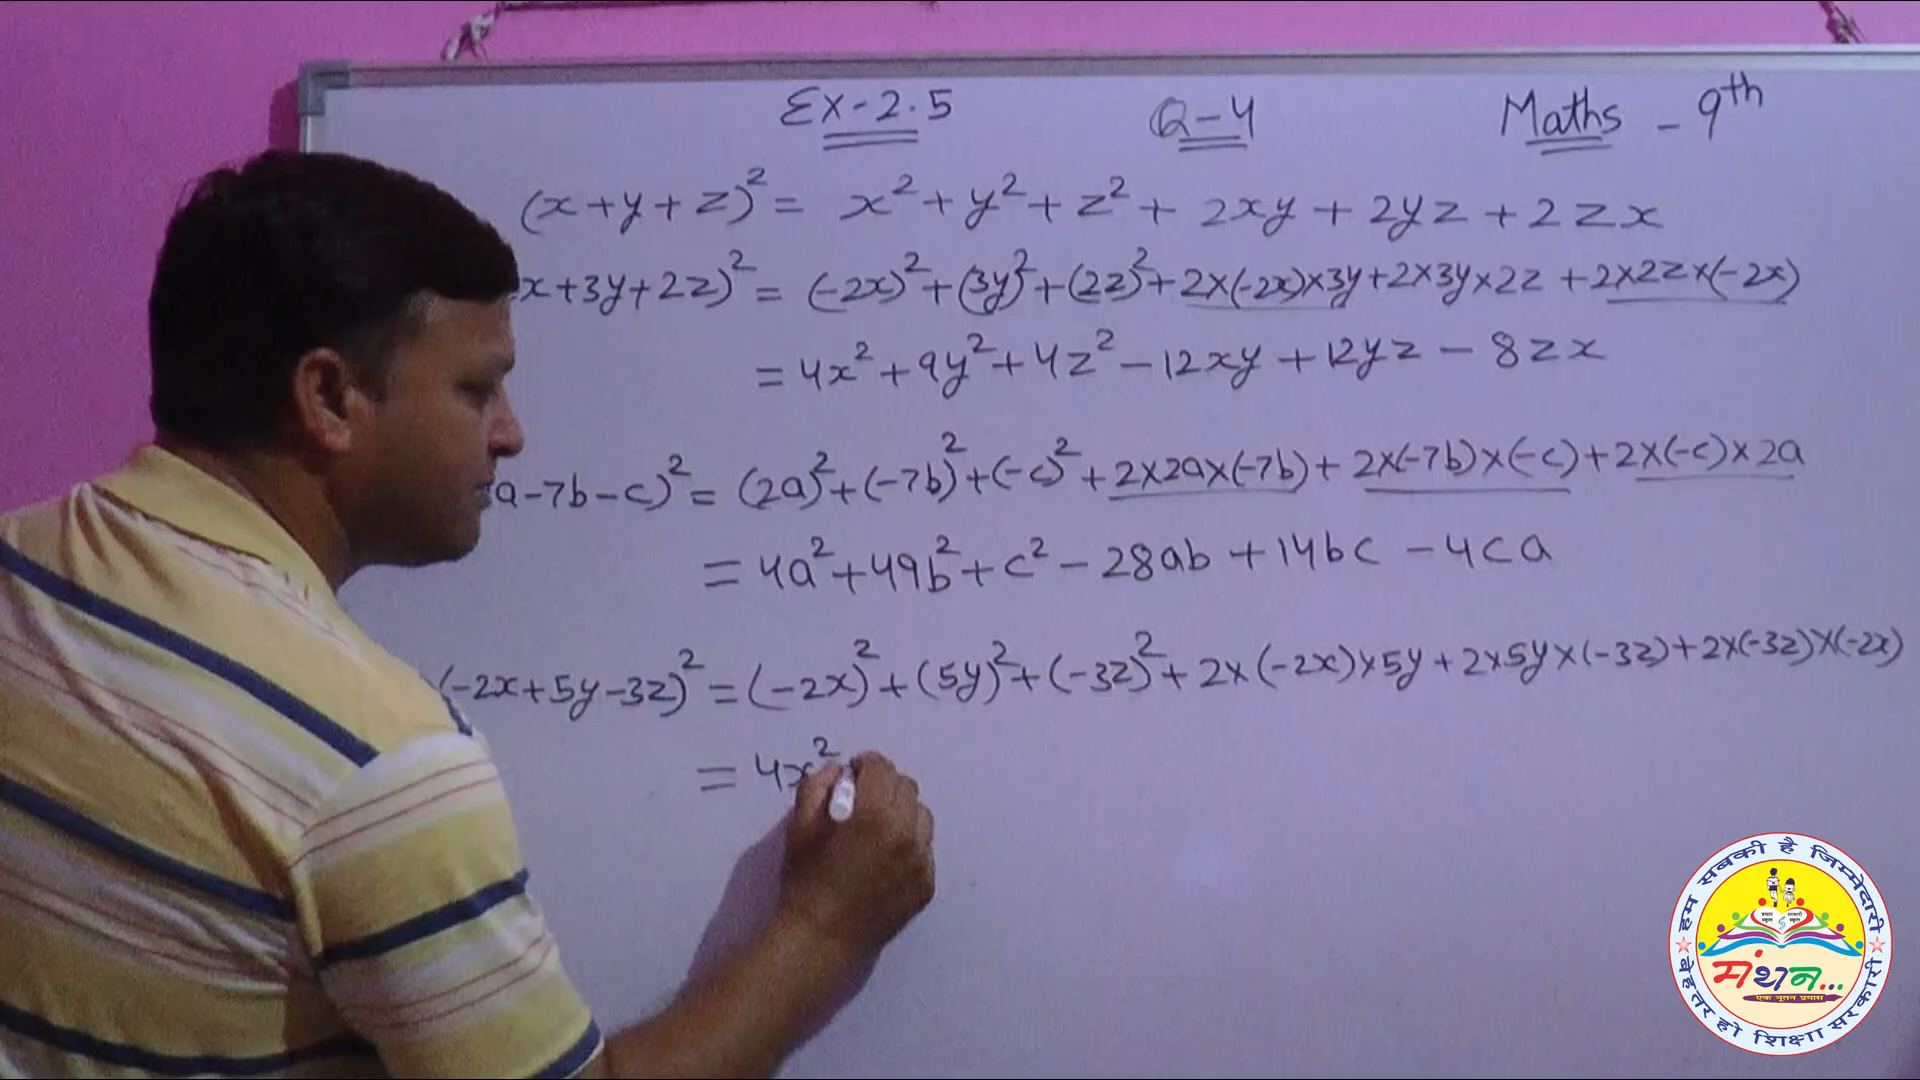 Ex-2.5 Q-4 Maths - 9th
(x+y+z)² = x² + y² + z² + 2xy + 2yz + 2zx
x+3y+2z)² = (-2x)² + (3y)² + (2z)² + 2×(-2x)×3y + 2×3y×2z + 2×2z×(-2x)
= 4x² + 9y² + 4z² - 12xy + 12yz - 8zx
a-7b-c)² = (2a)² + (-7b)² + (-c)² + 2×2a×(-7b) + 2×(-7b)×(-c) + 2×(-c)×2a
= 4a² + 49b² + c² - 28ab + 14bc - 4ca
(-2x+5y-3z)² = (-2x)² + (5y)² + (-3z)² + 2×(-2x)×5y + 2×5y×(-3z) + 2×(-3z)×(-2x)
= 4x²
हम सबकी है जिम्मेदारी
मंथन...
एक नूतन प्रयास
बेहतर हो शिक्षा सरकारी